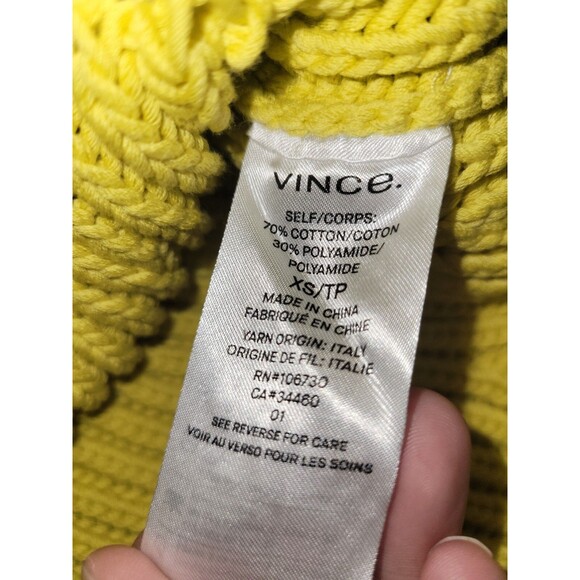 VINCE.
SELF/CORPS:
70% COTTON/COTON
30% POLYAMIDE/
POLYAMIDE
XS/TP
MADE IN CHINA
FABRIQUÉ EN CHINE
YARN ORIGIN: ITALY
ORIGINE DE FIL: ITALIE
RN#106730
CA#34460
01
SEE REVERSE FOR CARE
VOIR AU VERSO POUR LES SOINS